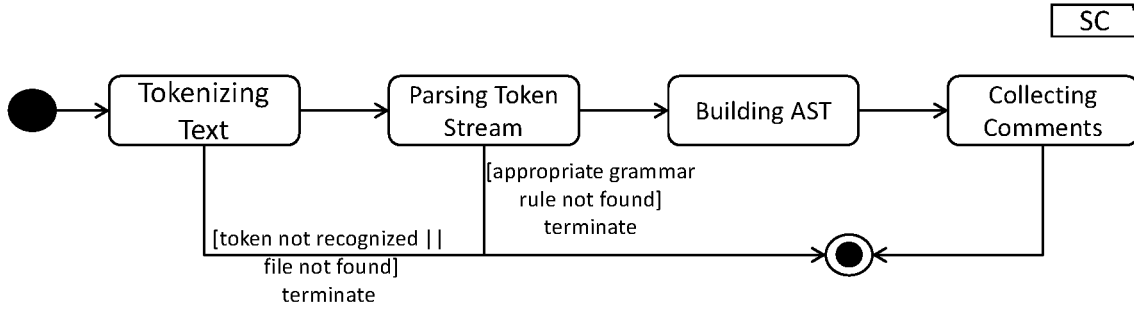 SC
Tokenizing
Text
Parsing Token
Stream
Building AST
Collecting
Comments
[appropriate grammar
rule not found]
terminate
[token not recognized ||
file not found]
terminate